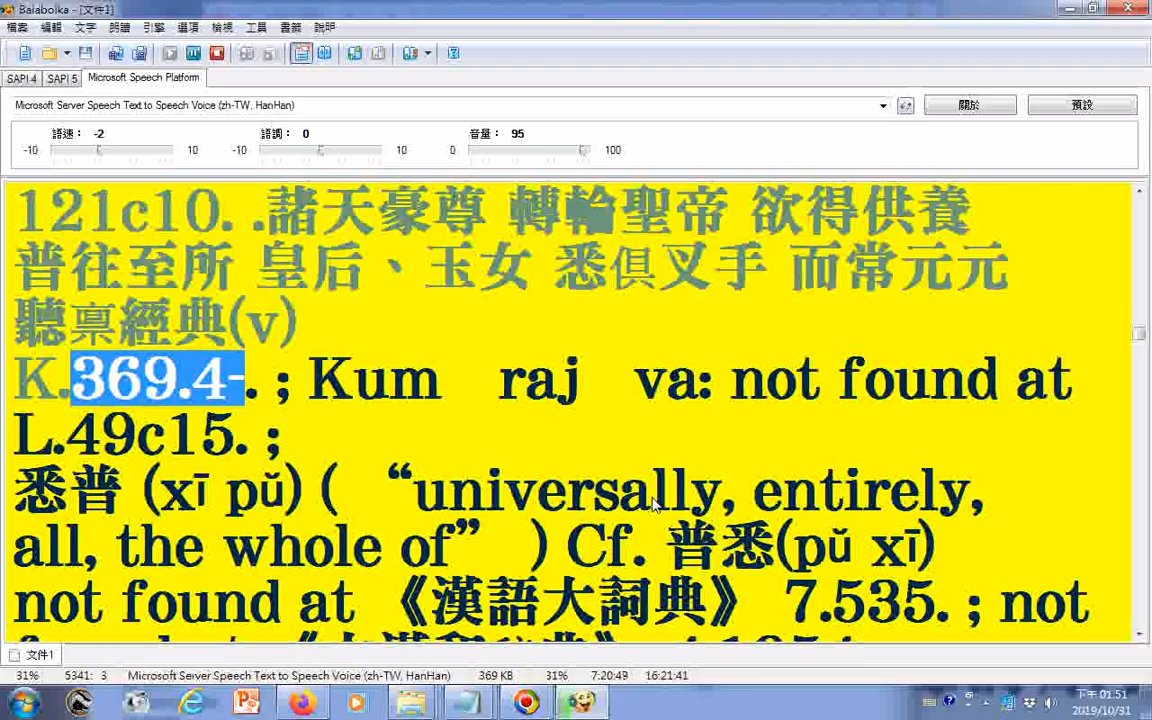 Balabolka - [文件1]
檔案 編輯 文字 朗讀 引擎 選項 檢視 工具 書籤 說明
SAPI 4 SAPI 5 Microsoft Speech Platform
Microsoft Server Speech Text to Speech Voice (zh-TW, HanHan) 關於 預設
語速： -2 語調： 0 音量： 95
-10 10 -10 10 0 100
121c10. .諸天豪尊 轉輪聖帝 欲得供養
普往至所 皇后、玉女 悉俱叉手 而常元元
聽禀經典(v)
K.369.4-. ; Kum raj va: not found at
L.49c15. ;
悉普 (xī pŭ) ( “universally, entirely,
all, the whole of” ) Cf. 普悉(pŭ xī)
not found at 《漢語大詞典》 7.535. ; not
文件1
31% 5341: 3 Microsoft Server Speech Text to Speech Voice (zh-TW, HanHan) 369 KB 31% 7:20:49 16:21:41
下午 01:51
2019/10/31